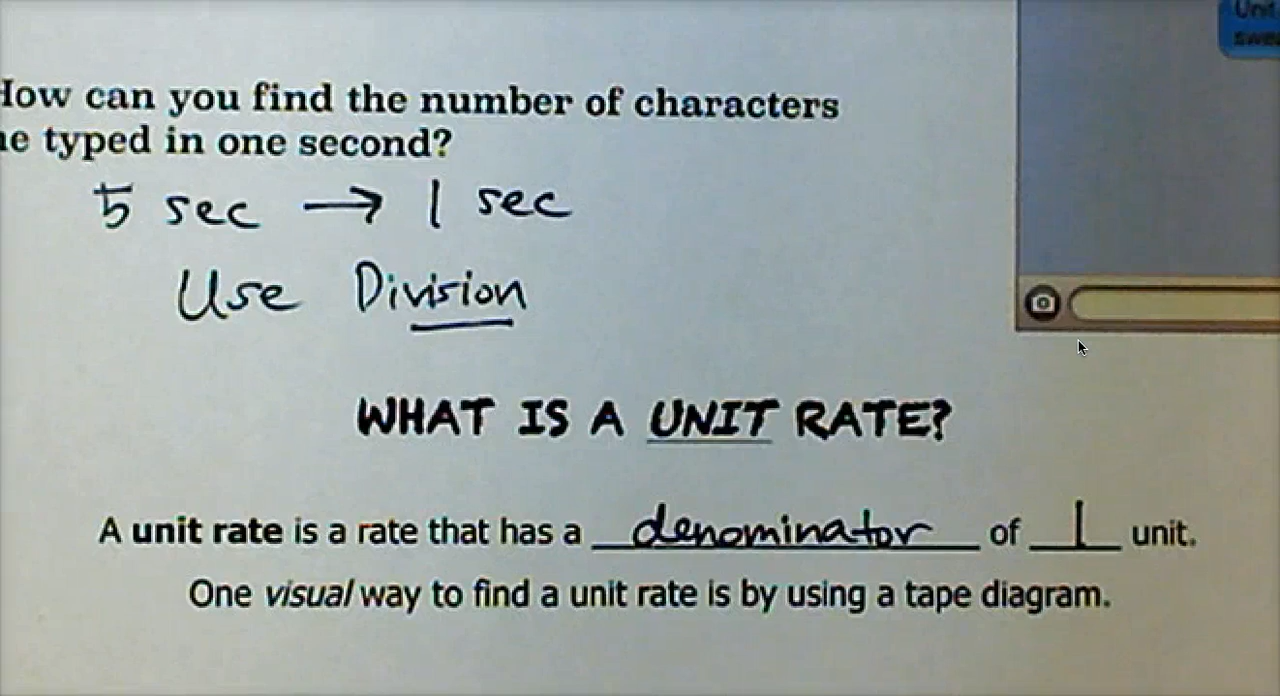 How can you find the number of characters
he typed in one second?
5 sec → 1 sec
Use Division
WHAT IS A UNIT RATE?
A unit rate is a rate that has a denominator of 1 unit.
One visual way to find a unit rate is by using a tape diagram.
Unit